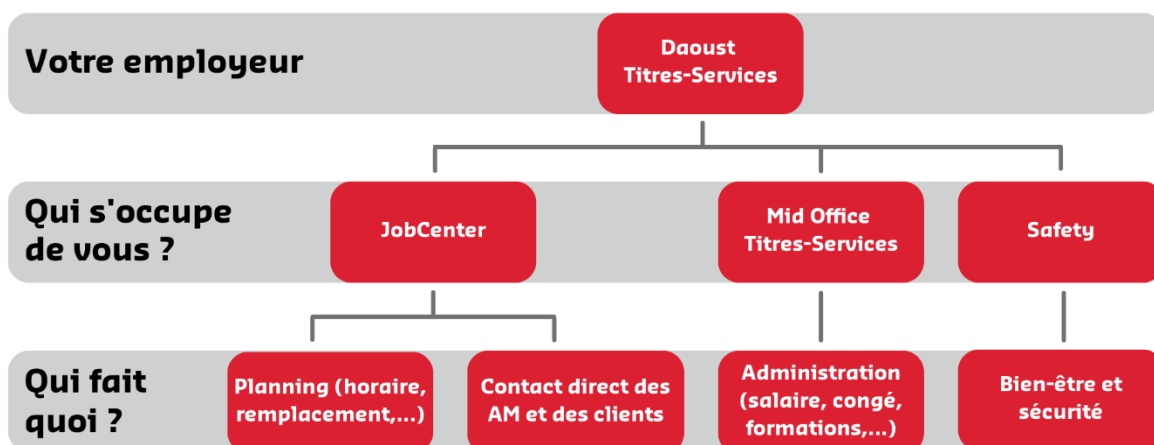 Votre employeur
Daoust
Titres-Services
Qui s'occupe
de vous ?
JobCenter
Mid Office
Titres-Services
Safety
Qui fait
quoi ?
Planning (horaire,
remplacement,...)
Contact direct des
AM et des clients
Administration
(salaire, congé,
formations,...)
Bien-être et
sécurité